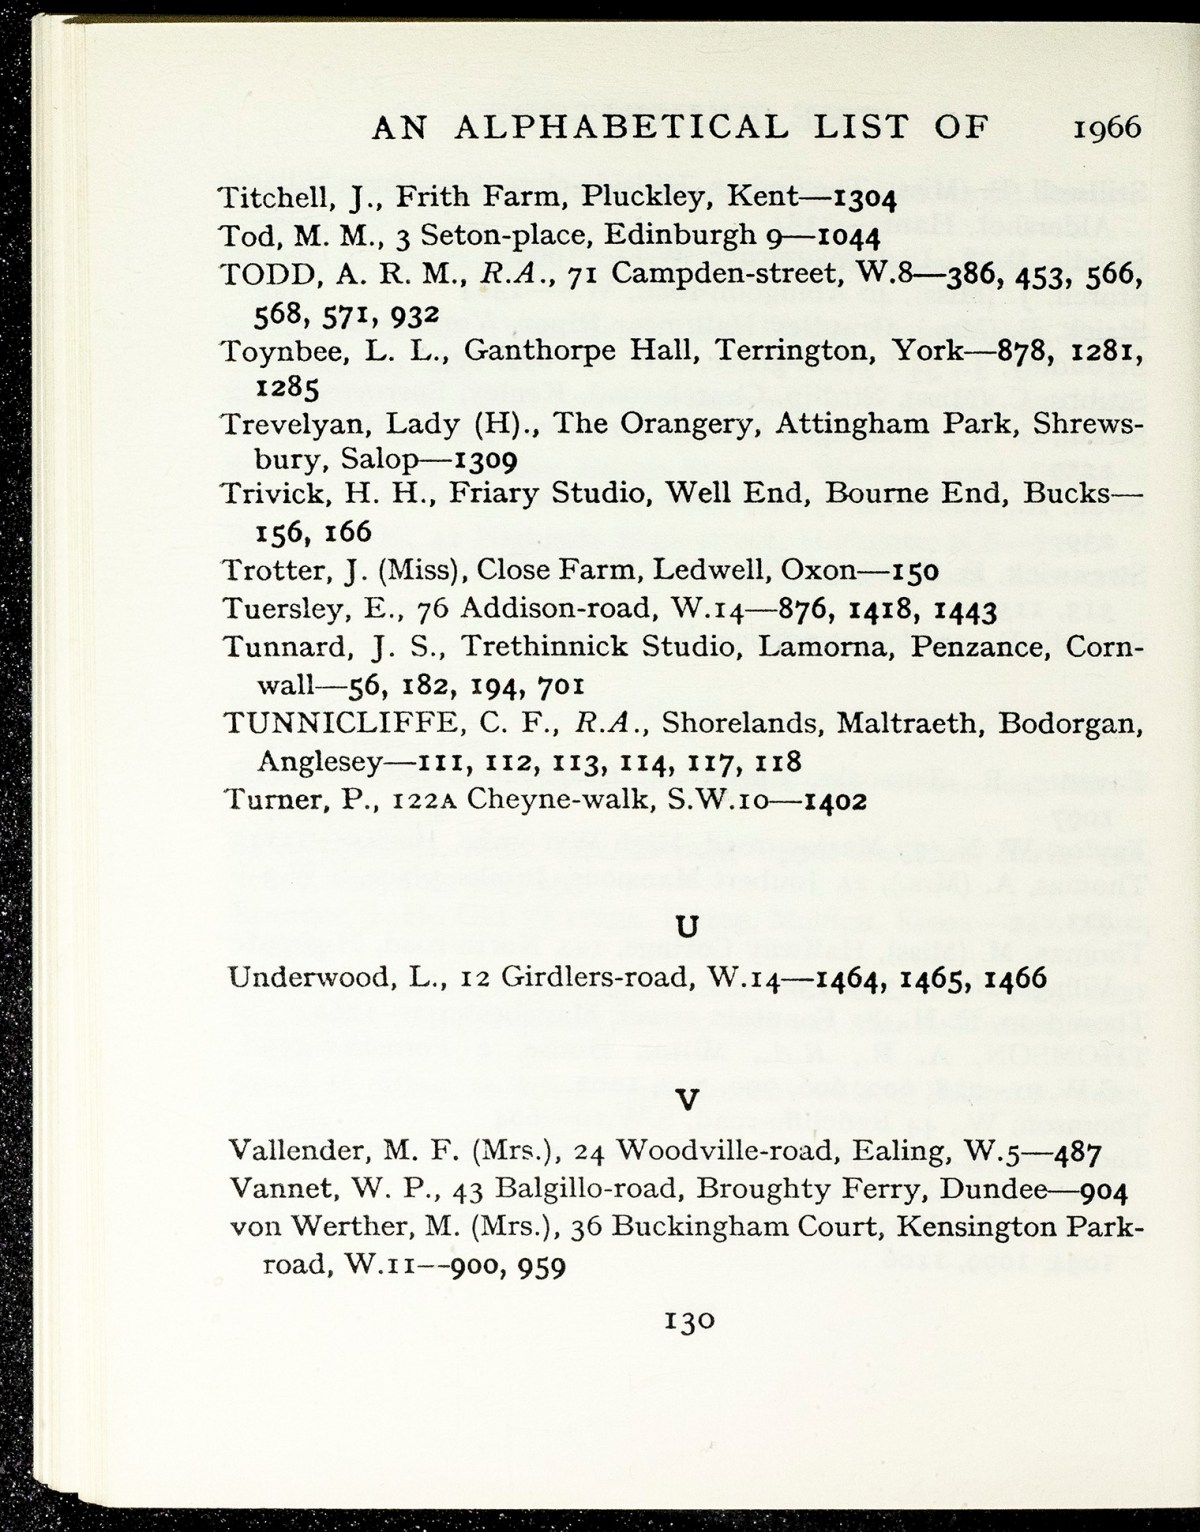 AN ALPHABETICAL LIST OF 1966
Titchell, J., Frith Farm, Pluckley, Kent—1304
Tod, M. M., 3 Seton-place, Edinburgh 9—1044
TODD, A. R. M., R.A., 71 Campden-street, W.8—386, 453, 566,
568, 571, 932
Toynbee, L. L., Ganthorpe Hall, Terrington, York—878, 1281,
1285
Trevelyan, Lady (H)., The Orangery, Attingham Park, Shrews-
bury, Salop—1309
Trivick, H. H., Friary Studio, Well End, Bourne End, Bucks—
156, 166
Trotter, J. (Miss), Close Farm, Ledwell, Oxon—150
Tuersley, E., 76 Addison-road, W.14—876, 1418, 1443
Tunnard, J. S., Trethinnick Studio, Lamorna, Penzance, Corn-
wall—56, 182, 194, 701
TUNNICLIFFE, C. F., R.A., Shorelands, Maltraeth, Bodorgan,
Anglesey—111, 112, 113, 114, 117, 118
Turner, P., 122A Cheyne-walk, S.W.10—1402
U
Underwood, L., 12 Girdlers-road, W.14—1464, 1465, 1466
V
Vallender, M. F. (Mrs.), 24 Woodville-road, Ealing, W.5—487
Vannet, W. P., 43 Balgillo-road, Broughty Ferry, Dundee—904
von Werther, M. (Mrs.), 36 Buckingham Court, Kensington Park-
road, W.11—900, 959
130